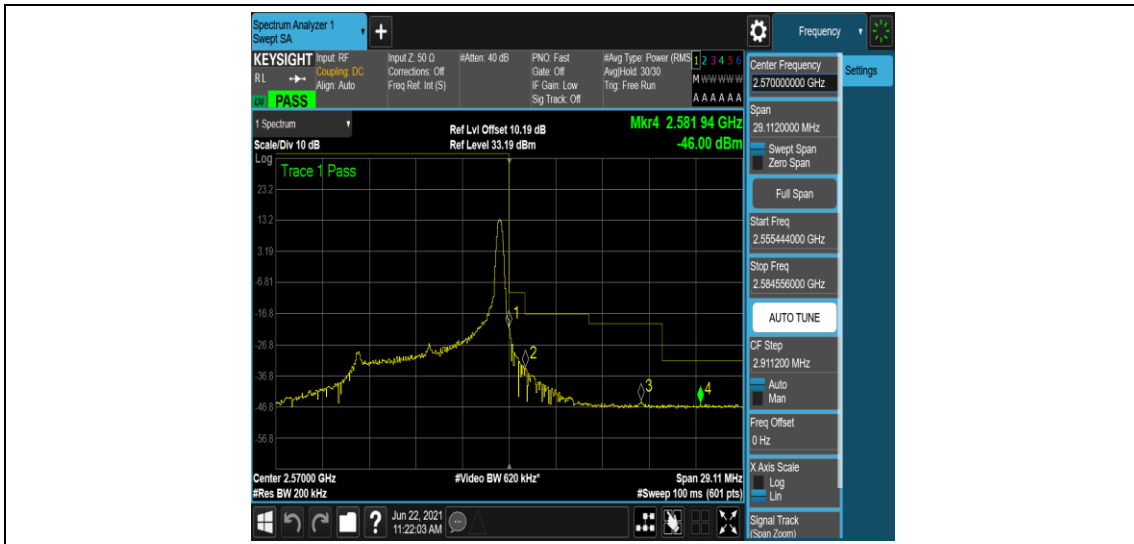 Spectrum Analyzer 1
Swept SA
+
Frequency
KEYSIGHT
Input: RF
Input Z: 50 Ω
#Atten: 40 dB
PNO: Fast
#Avg Type: Power (RMS
1 2 3 4 5 6
RL
Coupling: DC
Corrections: Off
Gate: Off
Avg|Hold: 30/30
M W W W W W
Align: Auto
Freq Ref: Int (S)
IF Gain: Low
Trig: Free Run
Sig Track: Off
A A A A A A
PASS
Center Frequency
2.570000000 GHz
Settings
Span
29.1120000 MHz
Swept Span
Zero Span
Full Span
Start Freq
2.555444000 GHz
Stop Freq
2.584556000 GHz
AUTO TUNE
CF Step
2.911200 MHz
Auto
Man
Freq Offset
0 Hz
X Axis Scale
Log
Lin
Signal Track
(Span Zoom)
1 Spectrum
Ref Lvl Offset 10.19 dB
Mkr4 2.581 94 GHz
Scale/Div 10 dB
Ref Level 33.19 dBm
-46.00 dBm
Log
Trace 1 Pass
23.2
13.2
3.19
-6.81
-16.8
1
-26.8
2
-36.8
3
4
-46.8
-56.8
Center 2.57000 GHz
#Video BW 620 kHz*
Span 29.11 MHz
#Res BW 200 kHz
#Sweep 100 ms (601 pts)
?
Jun 22, 2021
11:22:03 AM